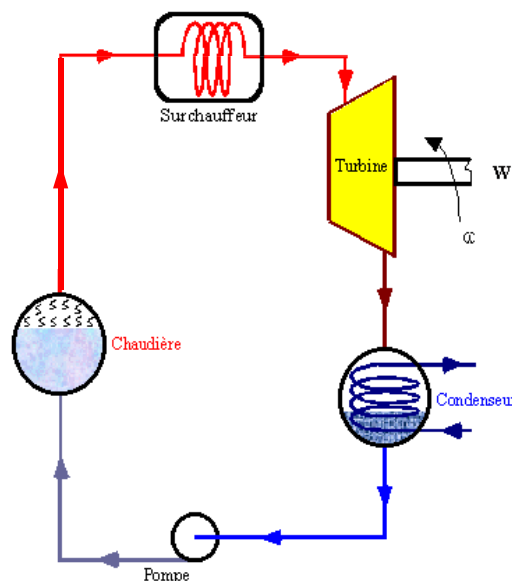 Surchauffeur
Turbine
W
ω
Chaudière
Condenseur
Pompe